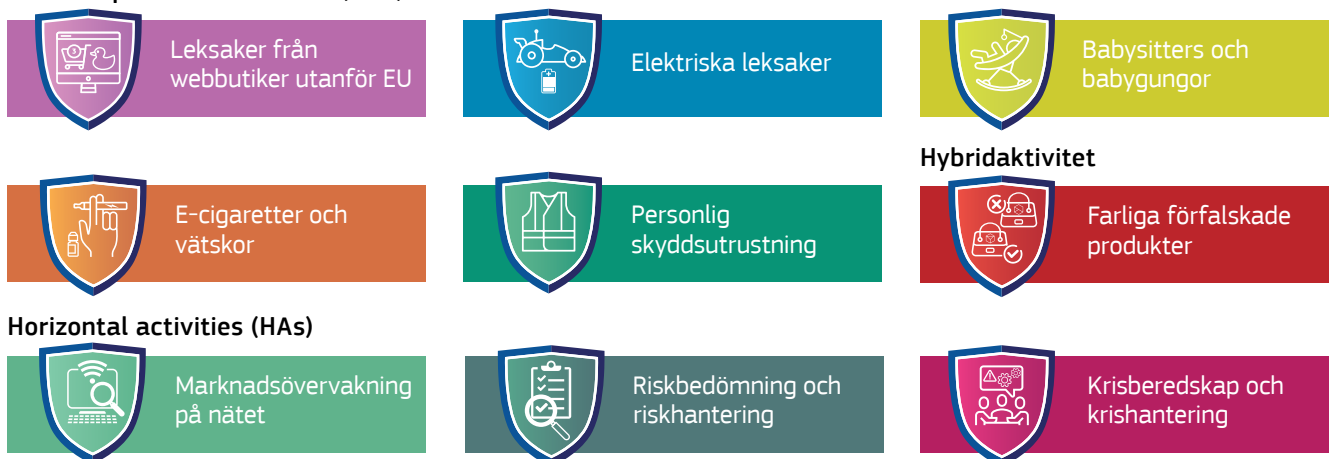 Leksaker från
webbutiker utanför EU
Elektriska leksaker
Babysitters och
babygungor
Hybridaktivitet
E-cigaretter och
vätskor
Personlig
skyddsutrustning
Farliga förfalskade
produkter
Horizontal activities (HAs)
Marknadsövervakning
på nätet
Riskbedömning och
riskhantering
Krisberedskap och
krishantering